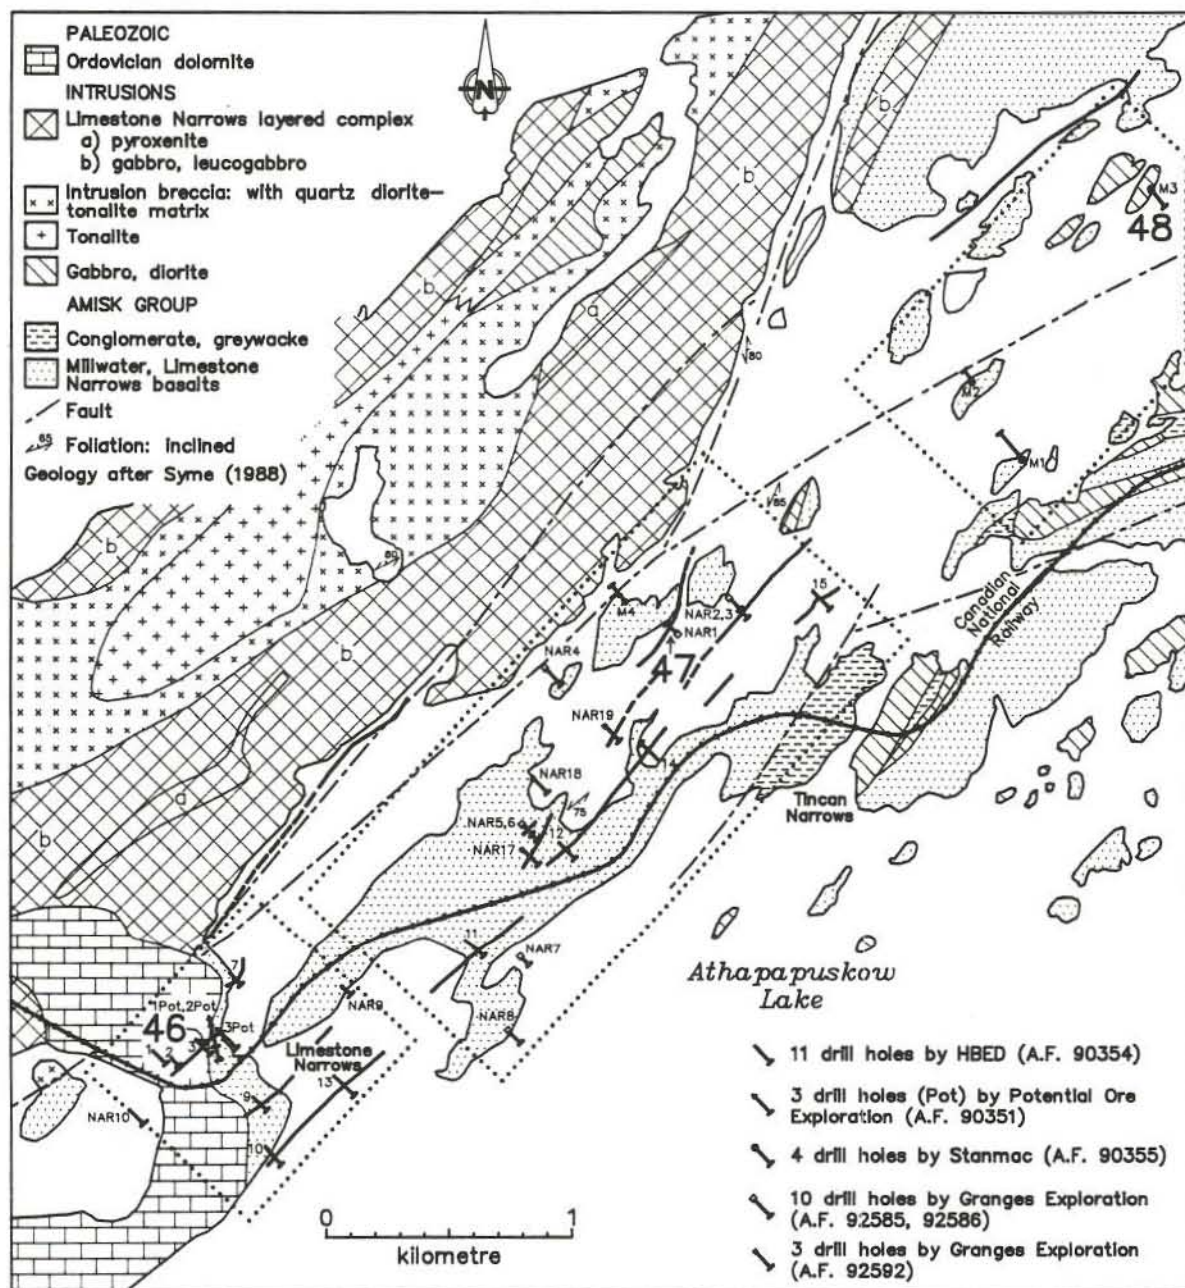 PALEOZOIC
Ordovician dolomite
INTRUSIONS
Limestone Narrows layered complex
a) pyroxenite
b) gabbro, leucogabbro
Intrusion breccia: with quartz diorite-
tonalite matrix
Tonalite
Gabbro, diorite
AMISK GROUP
Conglomerate, greywacke
Millwater, Limestone
Narrows basalts
Fault
85
Foliation: inclined
Geology after Syme (1988)
N
b
b
b
b
a
M3
48
80
M2
M1
85
80
b
b
15
M4
NAR2,3
NAR1
47
NAR4
Canadian
National
Railway
NAR19
14
NAR18
75
Tincan
Narrows
NAR5,6
12
NAR17
a
b
11
NAR7
7
NAR9
NAR8
1Pot, 2Pot
3Pot
46
3
1
2
Limestone
Narrows
13
9
NAR10
10
Athapapuskow
Lake
11 drill holes by HBED (A.F. 90354)
3 drill holes (Pot) by Potential Ore
Exploration (A.F. 90351)
4 drill holes by Stanmac (A.F. 90355)
10 drill holes by Granges Exploration
(A.F. 92585, 92586)
3 drill holes by Granges Exploration
(A.F. 92592)
0 1
kilometre